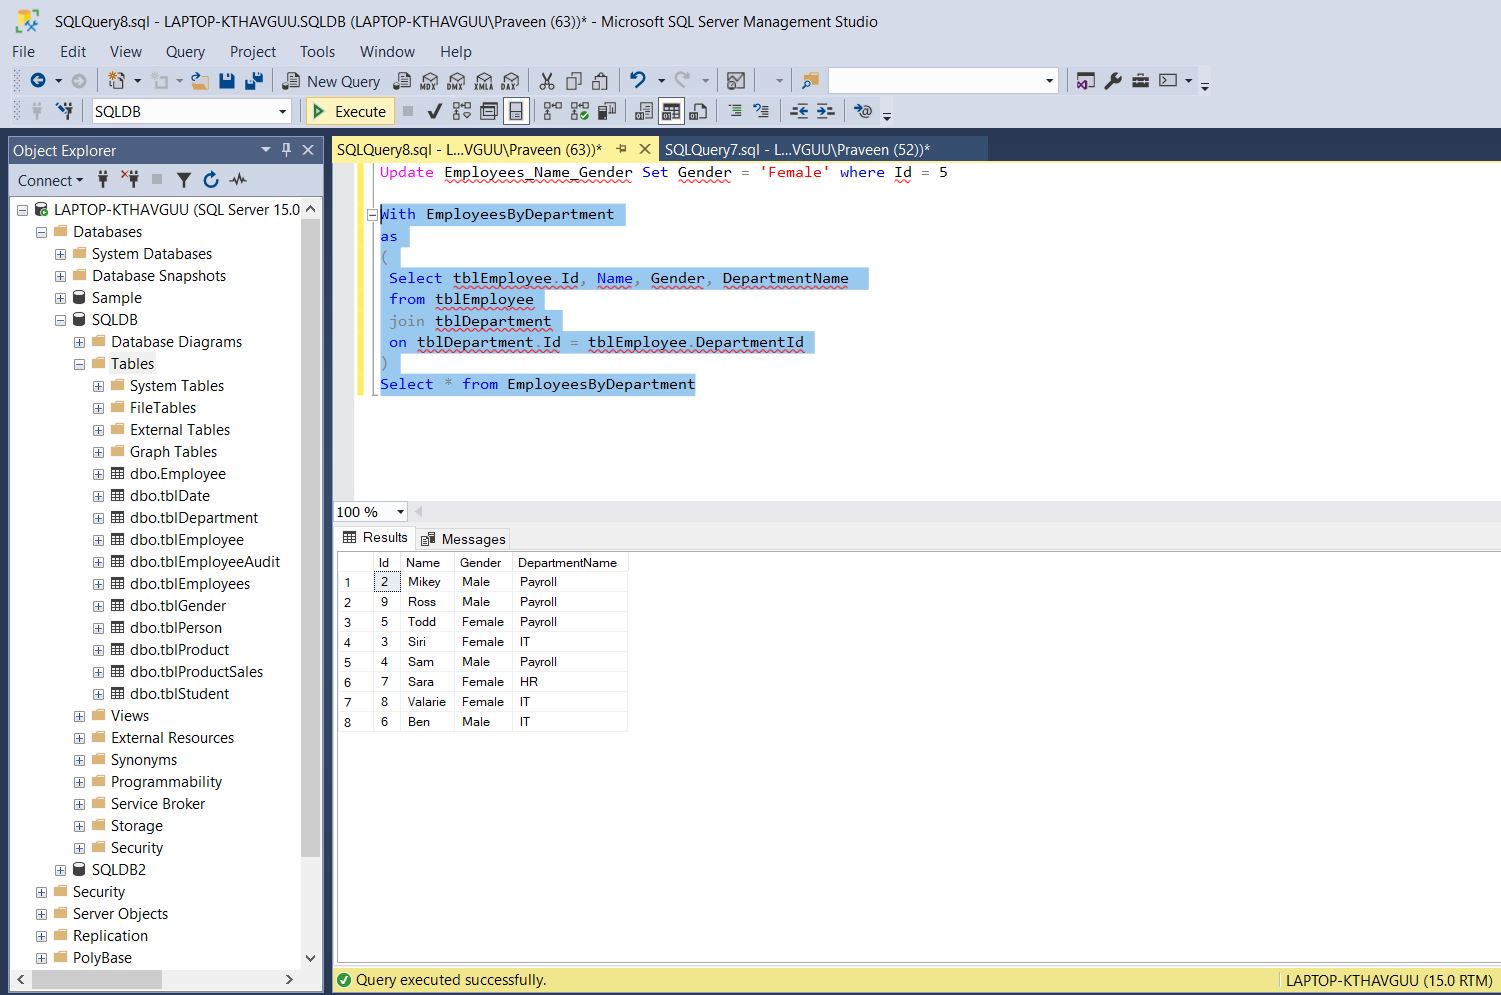 SQLQuery8.sql - LAPTOP-KTHAVGUU.SQLDB (LAPTOP-KTHAVGUU\Praveen (63))* - Microsoft SQL Server Management Studio
File Edit View Query Project Tools Window Help
New Query MDX DMX XMLA DAX
SQLDB Execute
Object Explorer
Connect
LAPTOP-KTHAVGUU (SQL Server 15.0
Databases
System Databases
Database Snapshots
Sample
SQLDB
Database Diagrams
Tables
System Tables
FileTables
External Tables
Graph Tables
dbo.Employee
dbo.tblDate
dbo.tblDepartment
dbo.tblEmployee
dbo.tblEmployeeAudit
dbo.tblEmployees
dbo.tblGender
dbo.tblPerson
dbo.tblProduct
dbo.tblProductSales
dbo.tblStudent
Views
External Resources
Synonyms
Programmability
Service Broker
Storage
Security
SQLDB2
Security
Server Objects
Replication
PolyBase
SQLQuery8.sql - L...VGUU\Praveen (63))* SQLQuery7.sql - L...VGUU\Praveen (52))*
Update Employees_Name_Gender Set Gender = 'Female' where Id = 5
With EmployeesByDepartment
as
(
Select tblEmployee.Id, Name, Gender, DepartmentName
from tblEmployee
join tblDepartment
on tblDepartment.Id = tblEmployee.DepartmentId
)
Select * from EmployeesByDepartment
100 %
Results Messages
Id Name Gender DepartmentName
1 2 Mikey Male Payroll
2 9 Ross Male Payroll
3 5 Todd Female Payroll
4 3 Siri Female IT
5 4 Sam Male Payroll
6 7 Sara Female HR
7 8 Valarie Female IT
8 6 Ben Male IT
Query executed successfully. LAPTOP-KTHAVGUU (15.0 RTM)